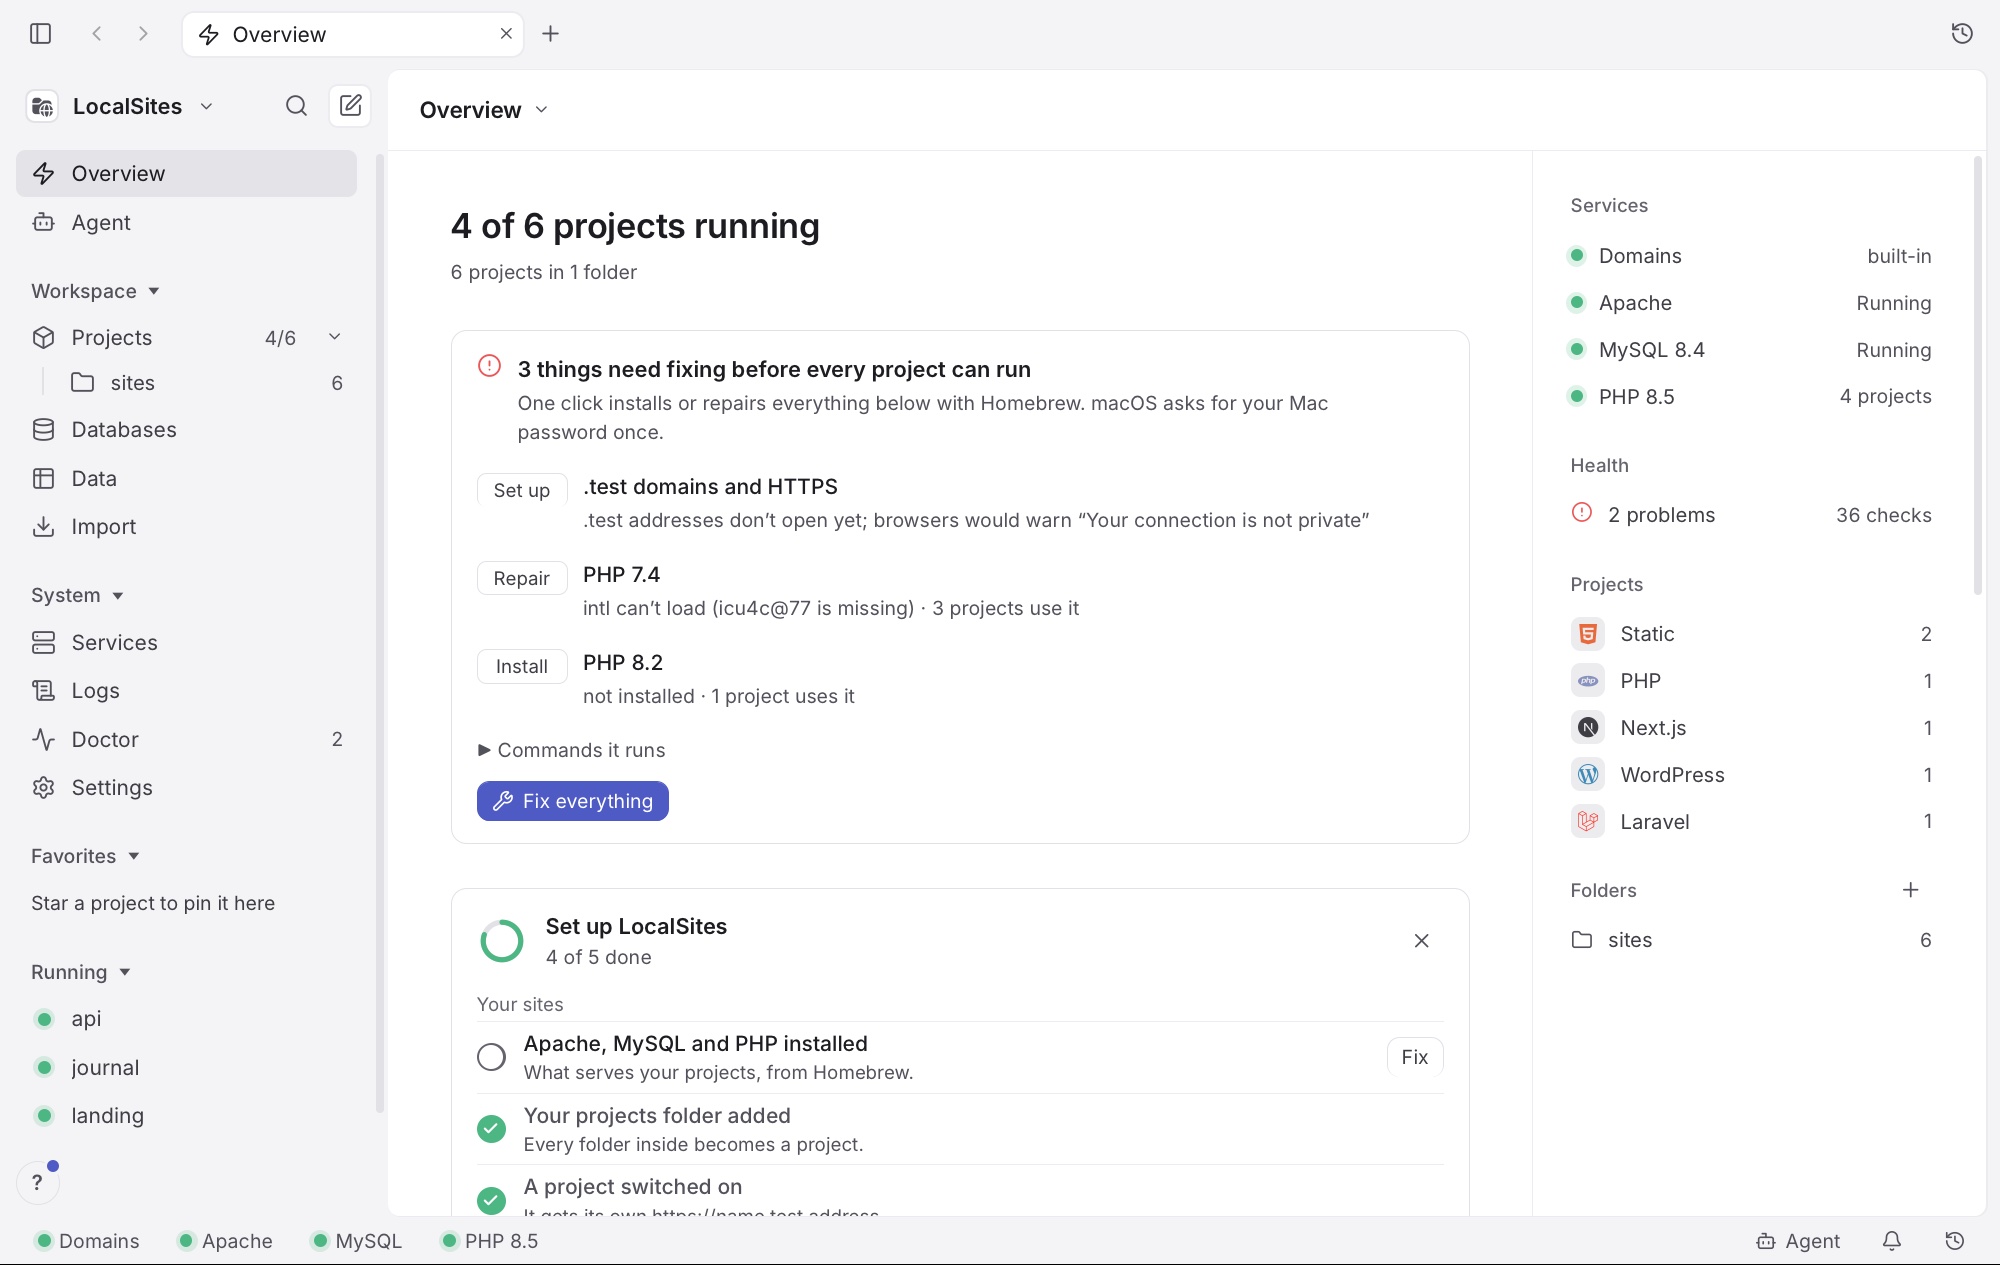 Overview
LocalSites
Overview
Overview
Agent
Workspace
Projects 4/6
sites 6
Databases
Data
Import
System
Services
Logs
Doctor 2
Settings
Favorites
Star a project to pin it here
Running
api
journal
landing
?
4 of 6 projects running
6 projects in 1 folder
3 things need fixing before every project can run
One click installs or repairs everything below with Homebrew. macOS asks for your Mac
password once.
Set up .test domains and HTTPS
.test addresses don’t open yet; browsers would warn “Your connection is not private”
Repair PHP 7.4
intl can’t load (icu4c@77 is missing) · 3 projects use it
Install PHP 8.2
not installed · 1 project uses it
Commands it runs
Fix everything
Set up LocalSites
4 of 5 done
Your sites
Apache, MySQL and PHP installed
What serves your projects, from Homebrew.
Fix
Your projects folder added
Every folder inside becomes a project.
A project switched on
It gets its own https://name.test address
Services
Domains built-in
Apache Running
MySQL 8.4 Running
PHP 8.5 4 projects
Health
2 problems 36 checks
Projects
Static 2
php PHP 1
N Next.js 1
WordPress 1
Laravel 1
Folders
sites 6
Domains Apache MySQL PHP 8.5 Agent